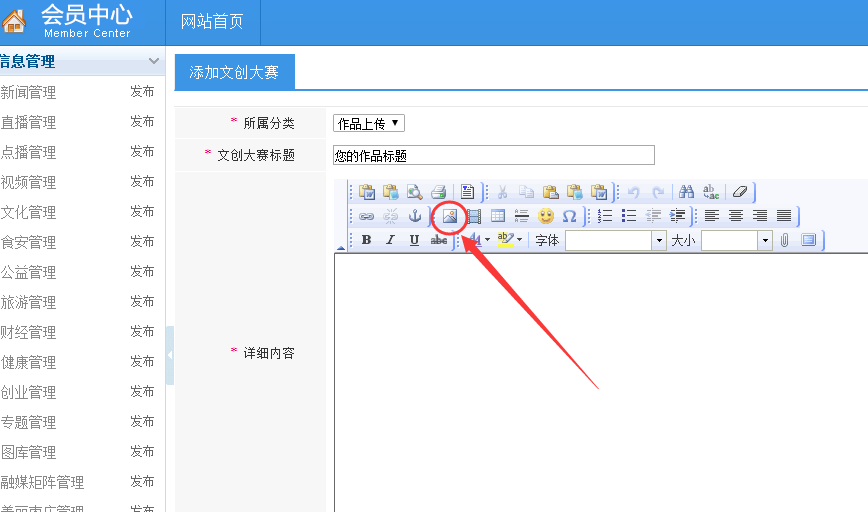 会员中心
Member Center
网站首页
信息管理
新闻管理 发布
直播管理 发布
点播管理 发布
视频管理 发布
文化管理 发布
食安管理 发布
公益管理 发布
旅游管理 发布
财经管理 发布
健康管理 发布
创业管理 发布
专题管理 发布
图库管理 发布
融媒矩阵管理 发布
添加文创大赛
* 所属分类 作品上传
* 文创大赛标题 您的作品标题
* 详细内容
B I U abc 字体 大小